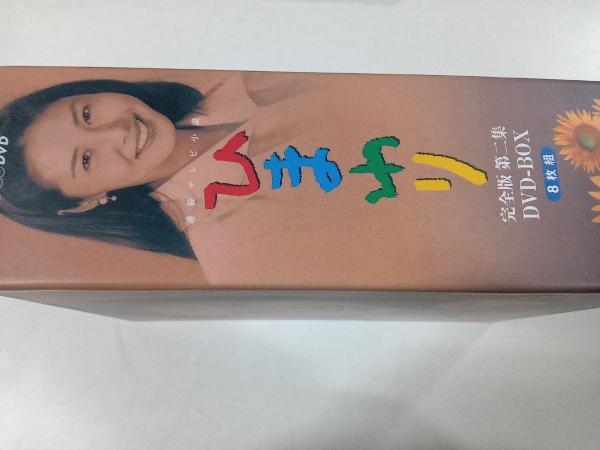 DVD
連続テレビ小説
ひまわり
完全版 第二集
DVD-BOX
8枚組